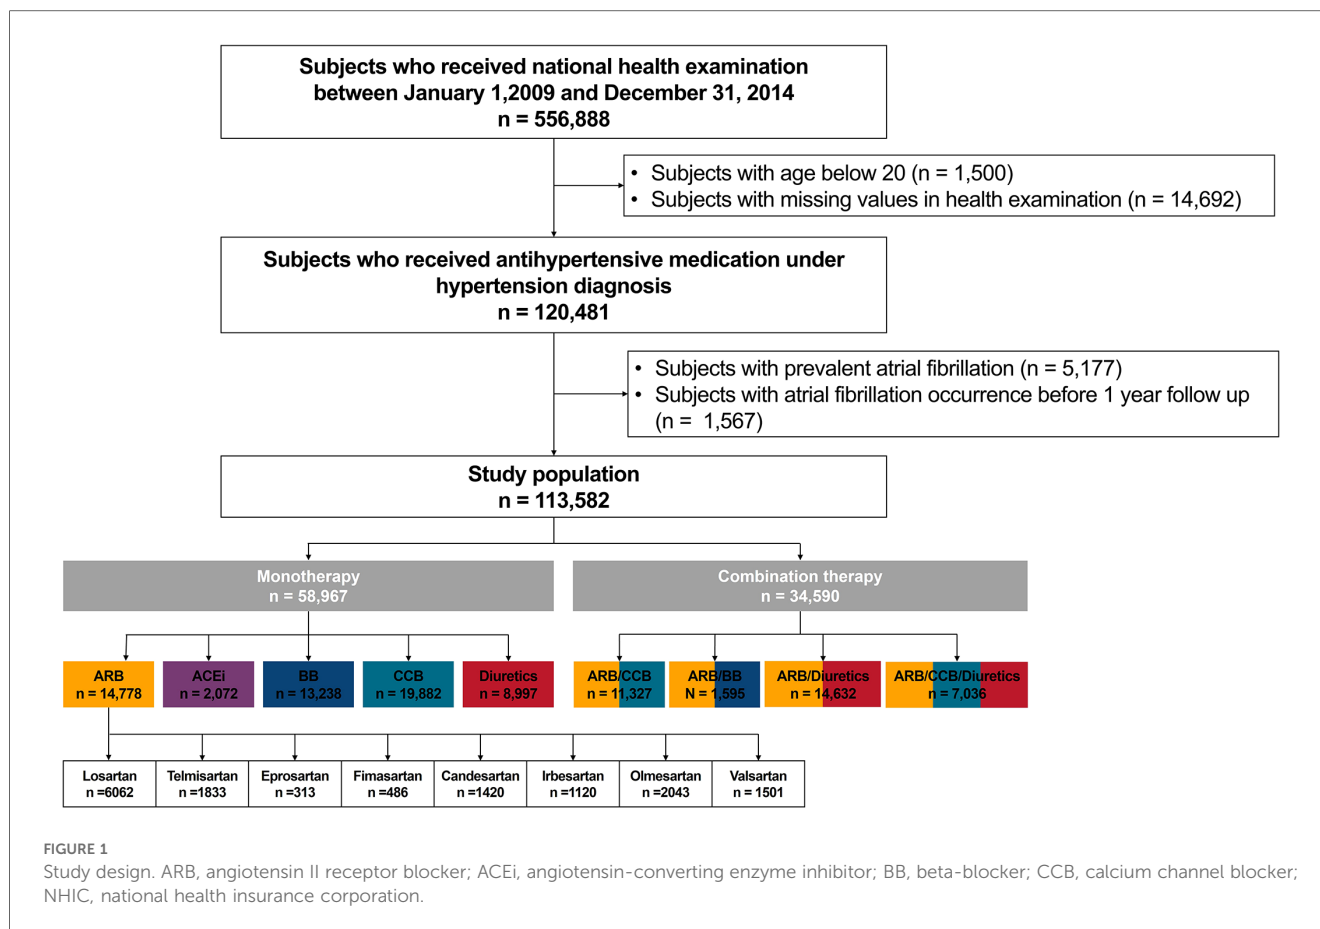 Subjects who received national health examination
between January 1,2009 and December 31, 2014
n = 556,888
• Subjects with age below 20 (n = 1,500)
• Subjects with missing values in health examination (n = 14,692)
Subjects who received antihypertensive medication under
hypertension diagnosis
n = 120,481
• Subjects with prevalent atrial fibrillation (n = 5,177)
• Subjects with atrial fibrillation occurrence before 1 year follow up
(n =  1,567)
Study population
n = 113,582
Monotherapy
n = 58,967
Combination therapy
n = 34,590
ARB
n = 14,778
ACEi
n = 2,072
BB
n = 13,238
CCB
n = 19,882
Diuretics
n = 8,997
ARB/CCB
n = 11,327
ARB/BB
N = 1,595
ARB/Diuretics
n = 14,632
ARB/CCB/Diuretics
n = 7,036
Losartan
n =6062
Telmisartan
n =1833
Eprosartan
n =313
Fimasartan
n =486
Candesartan
n =1420
Irbesartan
n =1120
Olmesartan
n =2043
Valsartan
n = 1501
FIGURE 1
Study design. ARB, angiotensin II receptor blocker; ACEi, angiotensin-converting enzyme inhibitor; BB, beta-blocker; CCB, calcium channel blocker;
NHIC, national health insurance corporation.